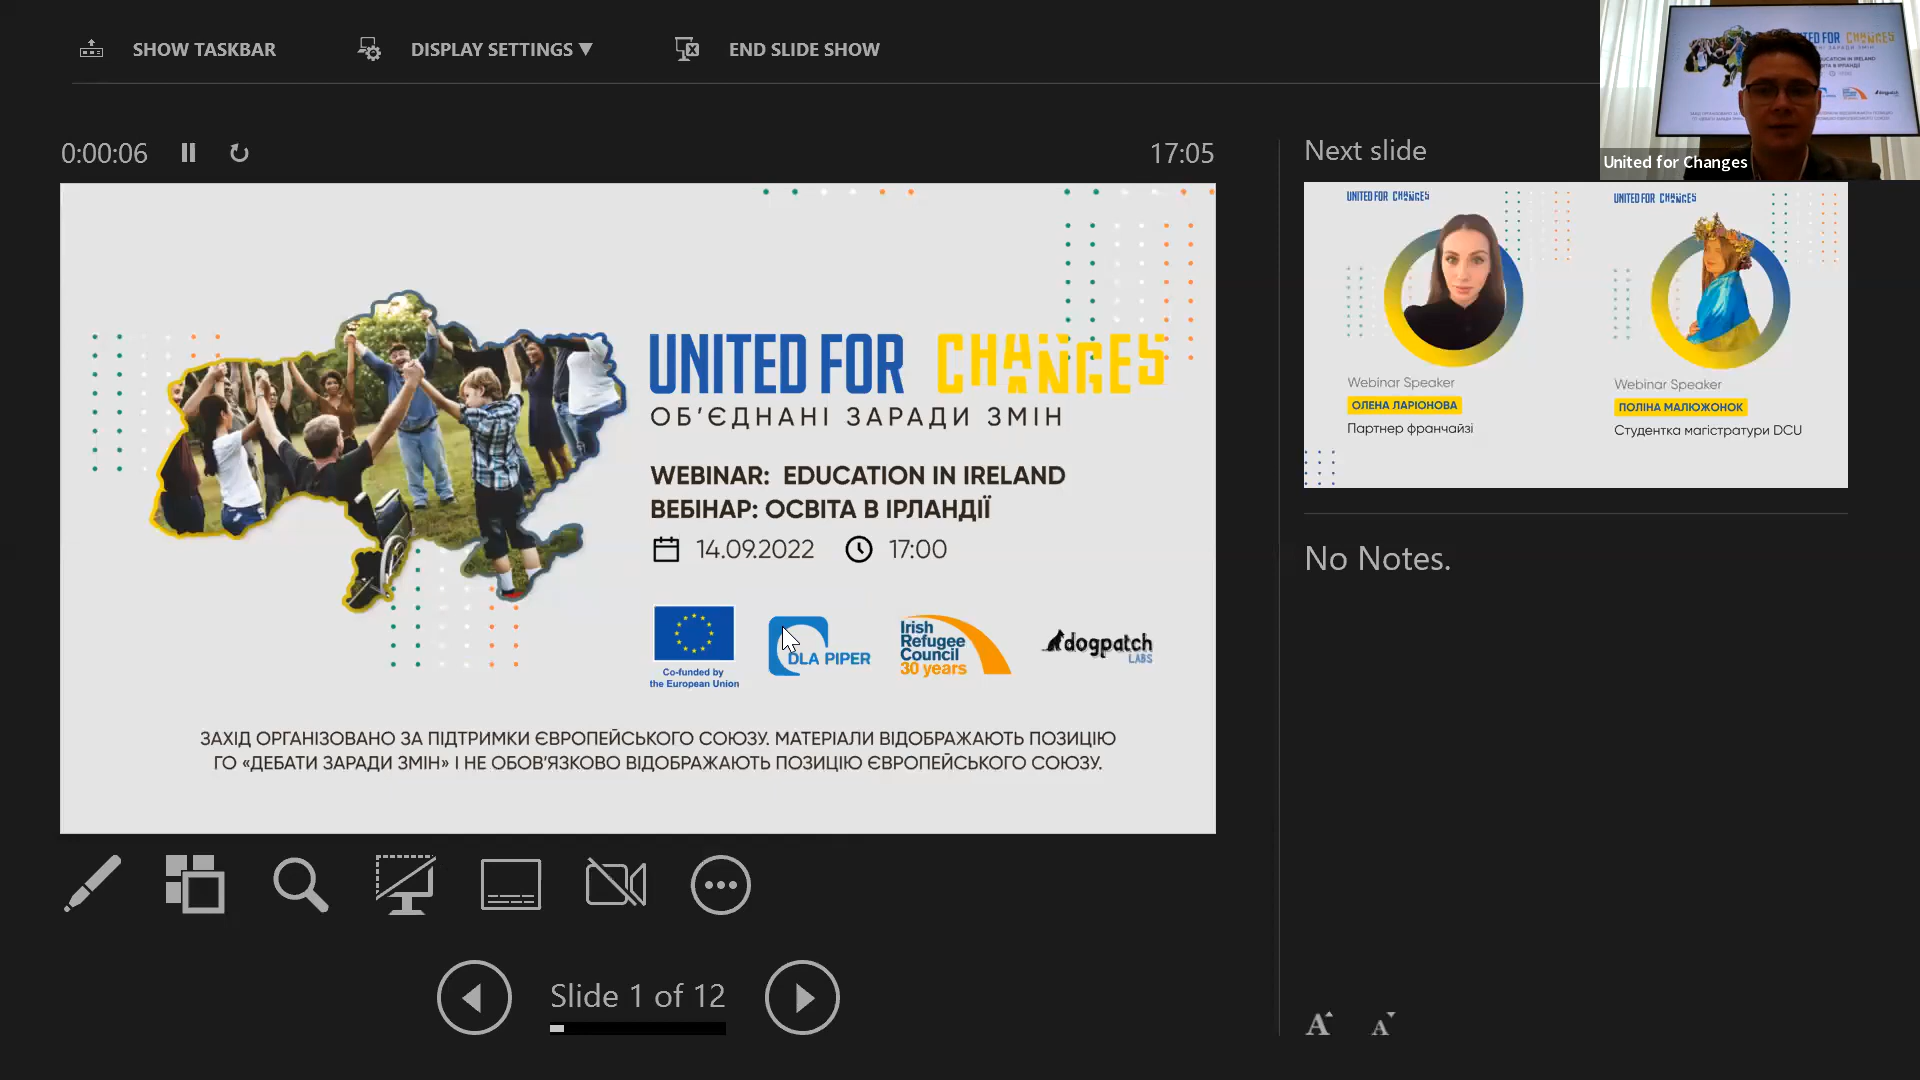 SHOW TASKBAR
DISPLAY SETTINGS ▼
END SLIDE SHOW
0:00:06
17:05
UNITED FOR CHANGES
ОБ’ЄДНАНІ ЗАРАДИ ЗМІН
WEBINAR: EDUCATION IN IRELAND
ВЕБІНАР: ОСВІТА В ІРЛАНДІЇ
14.09.2022 17:00
Co-funded by
the European Union
DLA PIPER
Irish
Refugee
Council
30 years
dogpatch
LABS
ЗАХІД ОРГАНІЗОВАНО ЗА ПІДТРИМКИ ЄВРОПЕЙСЬКОГО СОЮЗУ. МАТЕРІАЛИ ВІДОБРАЖАЮТЬ ПОЗИЦІЮ
ГО «ДЕБАТИ ЗАРАДИ ЗМІН» І НЕ ОБОВ’ЯЗКОВО ВІДОБРАЖАЮТЬ ПОЗИЦІЮ ЄВРОПЕЙСЬКОГО СОЮЗУ.
Slide 1 of 12
Next slide
United for Changes
UNITED FOR CHANGES
Webinar Speaker
ОЛЕНА ЛАРІОНОВА
Партнер франчайзі
UNITED FOR CHANGES
Webinar Speaker
ПОЛІНА МАЛЮЖОНОК
Студентка магістратури DCU
No Notes.
A A